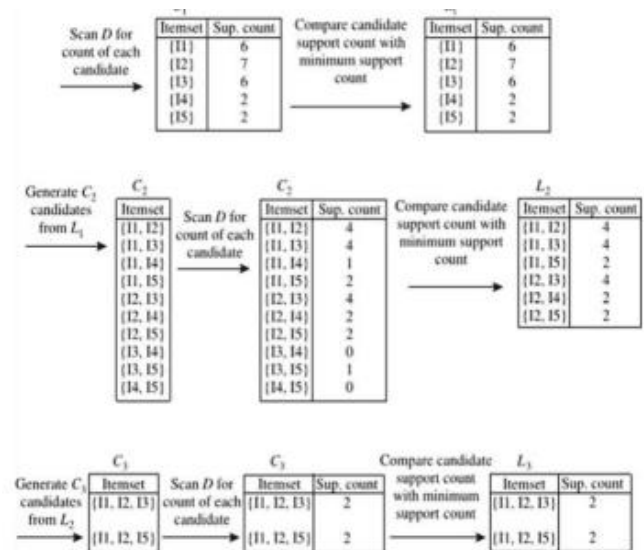 Scan D for
count of each
candidate
Itemset Sup. count
{I1} 6
{I2} 7
{I3} 6
{I4} 2
{I5} 2
Compare candidate
support count with
minimum support
count
Itemset Sup. count
{I1} 6
{I2} 7
{I3} 6
{I4} 2
{I5} 2
Generate C2
candidates
from L1
C2
Itemset
{I1, I2}
{I1, I3}
{I1, I4}
{I1, I5}
{I2, I3}
{I2, I4}
{I2, I5}
{I3, I4}
{I3, I5}
{I4, I5}
Scan D for
count of each
candidate
C2
Itemset Sup. count
{I1, I2} 4
{I1, I3} 4
{I1, I4} 1
{I1, I5} 2
{I2, I3} 4
{I2, I4} 2
{I2, I5} 2
{I3, I4} 0
{I3, I5} 1
{I4, I5} 0
Compare candidate
support count with
minimum support
count
L2
Itemset Sup. count
{I1, I2} 4
{I1, I3} 4
{I1, I5} 2
{I2, I3} 4
{I2, I4} 2
{I2, I5} 2
Generate C3
candidates
from L2
C3
Itemset
{I1, I2, I3}
{I1, I2, I5}
Scan D for
count of each
candidate
C3
Itemset Sup. count
{I1, I2, I3} 2
{I1, I2, I5} 2
Compare candidate
support count
with minimum
support count
L3
Itemset Sup. count
{I1, I2, I3} 2
{I1, I2, I5} 2